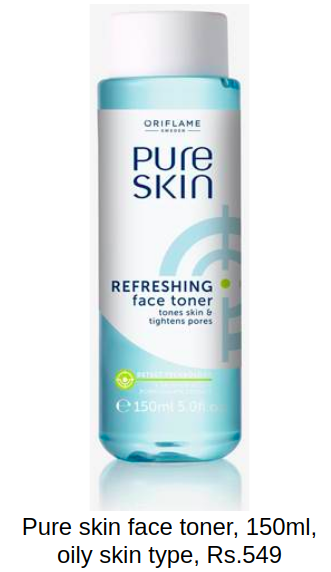 ORIFLAME
SWEDEN
PURE
SKIN
REFRESHING
face toner
tones skin &
tightens pores
℮ 150ml 5.0fl.o
Pure skin face toner, 150ml,
oily skin type, Rs.549